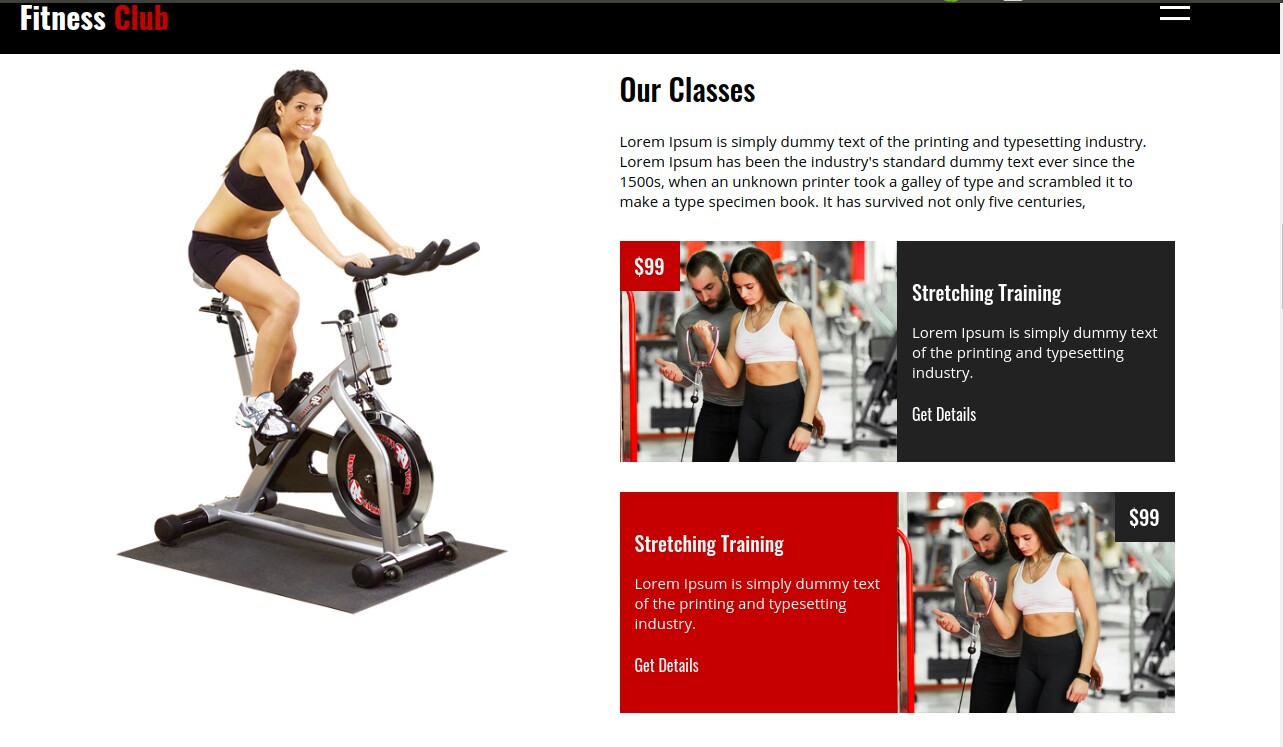 Fitness Club
Our Classes
Lorem Ipsum is simply dummy text of the printing and typesetting industry.
Lorem Ipsum has been the industry's standard dummy text ever since the
1500s, when an unknown printer took a galley of type and scrambled it to
make a type specimen book. It has survived not only five centuries,
$99
Stretching Training
Lorem Ipsum is simply dummy text
of the printing and typesetting
industry.
Get Details
Stretching Training
Lorem Ipsum is simply dummy text
of the printing and typesetting
industry.
Get Details
$99